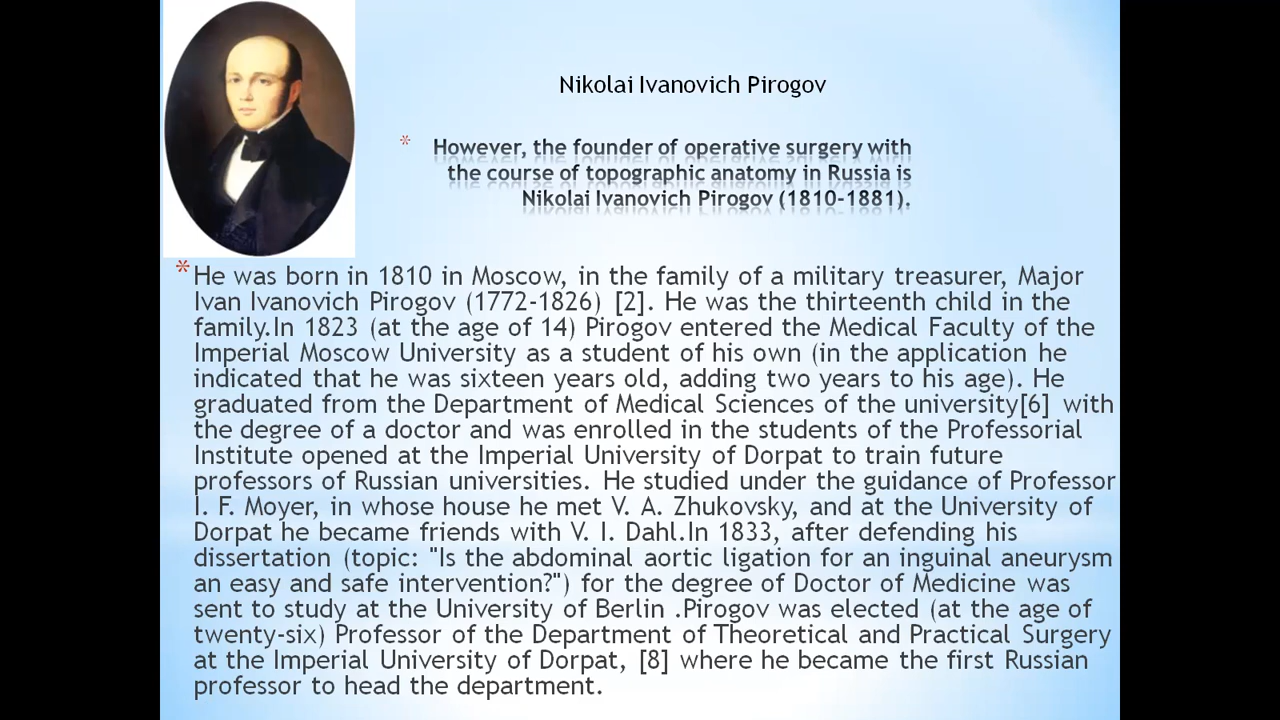 Nikolai Ivanovich Pirogov
* However, the founder of operative surgery with
the course of topographic anatomy in Russia is
Nikolai Ivanovich Pirogov (1810-1881).
* He was born in 1810 in Moscow, in the family of a military treasurer, Major
Ivan Ivanovich Pirogov (1772-1826) [2]. He was the thirteenth child in the
family.In 1823 (at the age of 14) Pirogov entered the Medical Faculty of the
Imperial Moscow University as a student of his own (in the application he
indicated that he was sixteen years old, adding two years to his age). He
graduated from the Department of Medical Sciences of the university[6] with
the degree of a doctor and was enrolled in the students of the Professorial
Institute opened at the Imperial University of Dorpat to train future
professors of Russian universities. He studied under the guidance of Professor
I. F. Moyer, in whose house he met V. A. Zhukovsky, and at the University of
Dorpat he became friends with V. I. Dahl.In 1833, after defending his
dissertation (topic: "Is the abdominal aortic ligation for an inguinal aneurysm
an easy and safe intervention?") for the degree of Doctor of Medicine was
sent to study at the University of Berlin .Pirogov was elected (at the age of
twenty-six) Professor of the Department of Theoretical and Practical Surgery
at the Imperial University of Dorpat, [8] where he became the first Russian
professor to head the department.